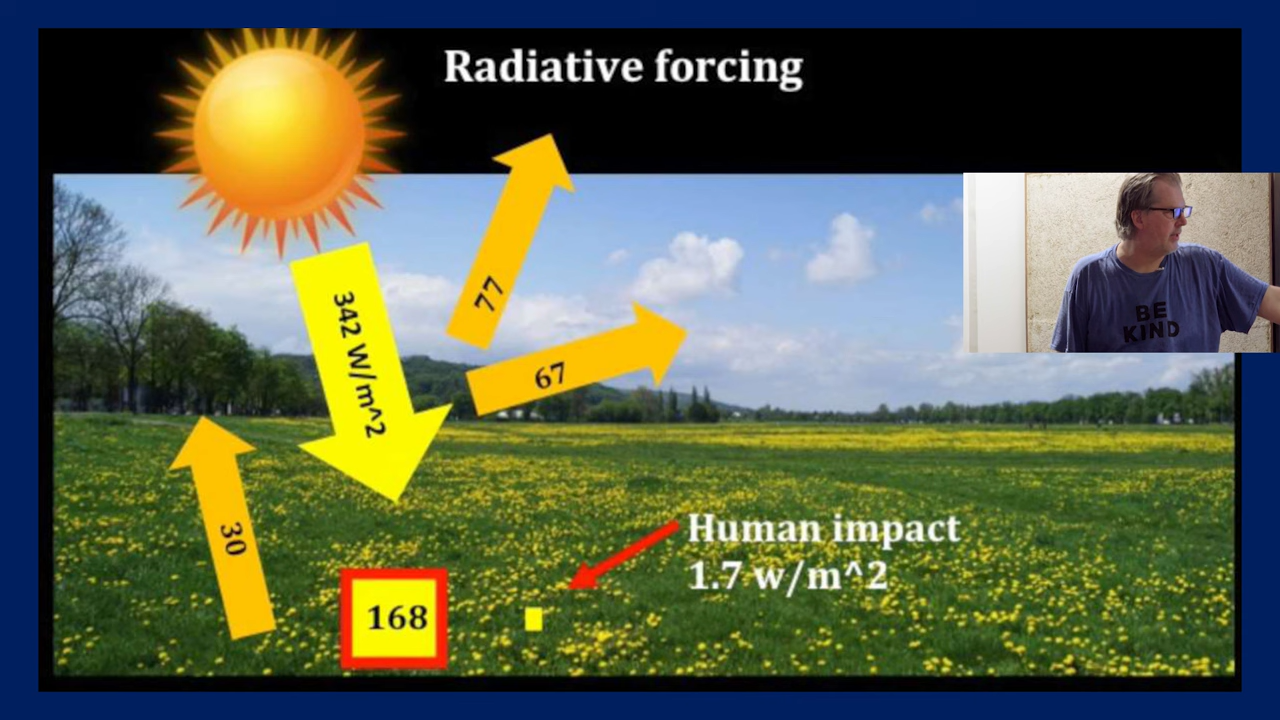 Radiative forcing
77
342 W/m^2
67
BE
KIND
30
Human impact
1.7 w/m^2
168